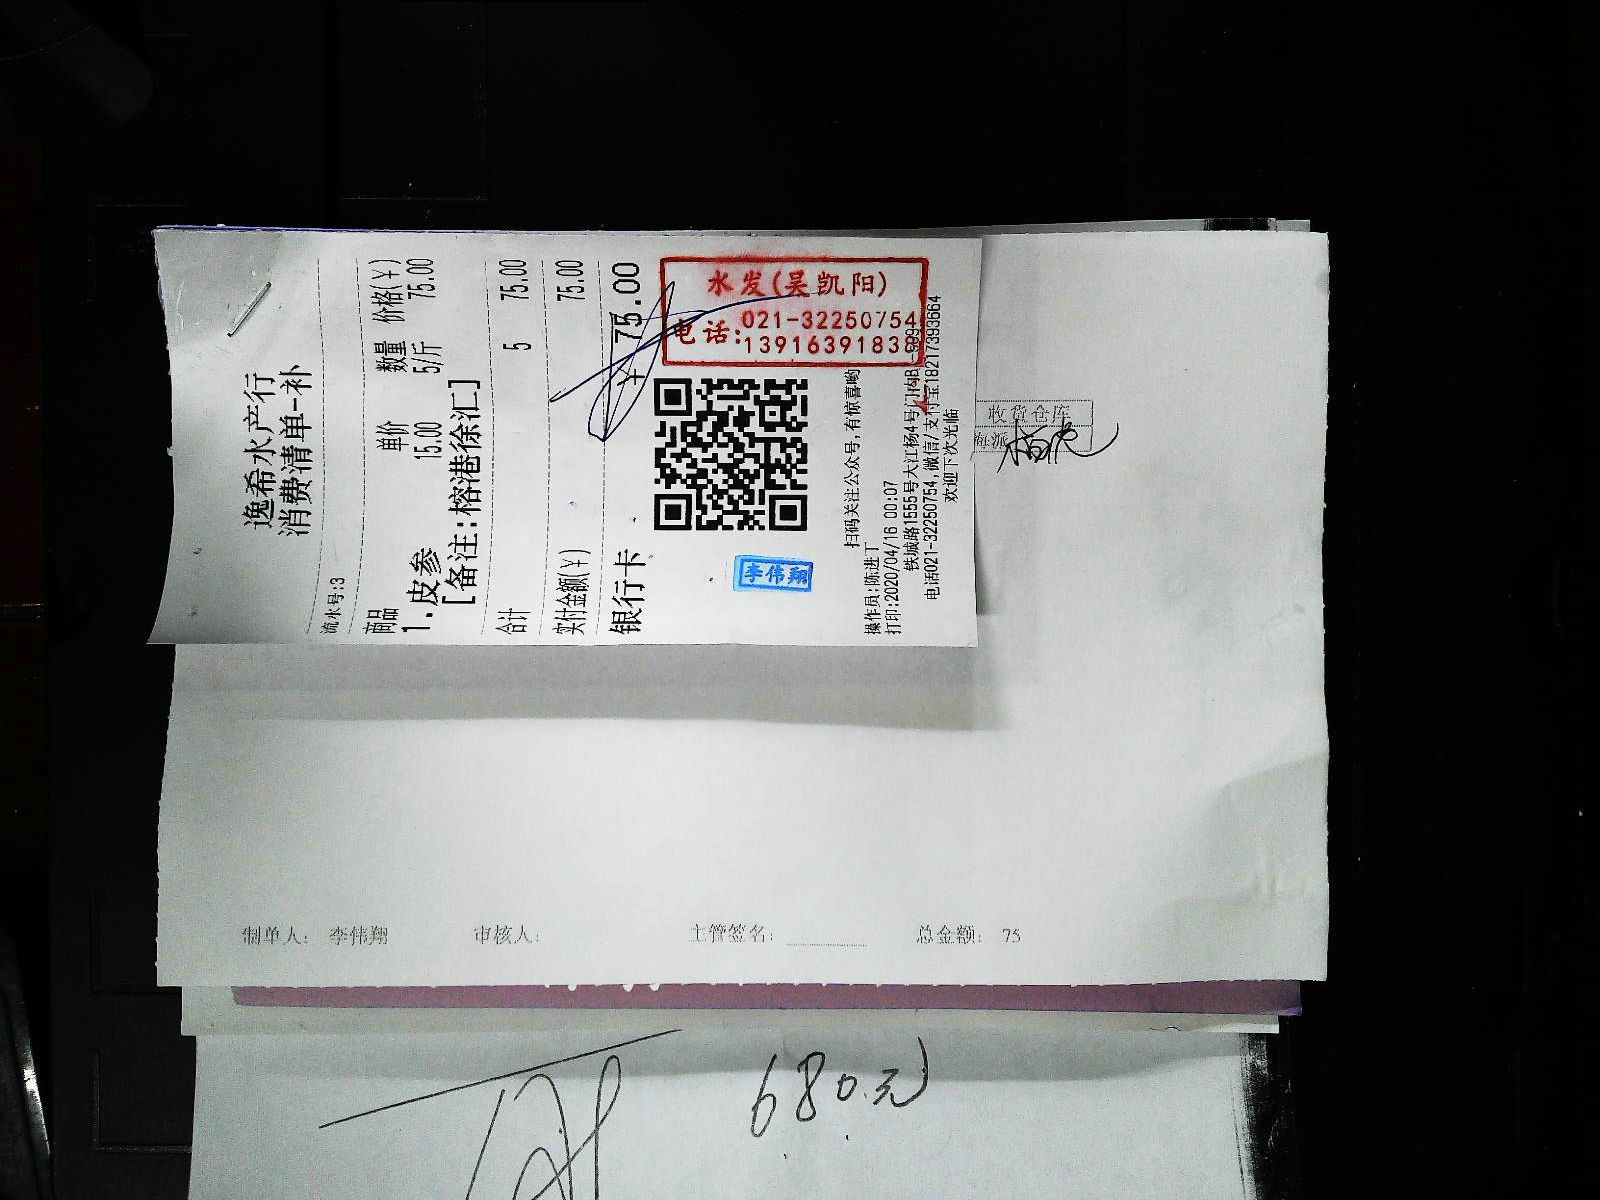 逸希水产行
消费清单-补
流水号:3
商品 单价 数量 价格(¥)
1.皮参 15.00 5/斤 75.00
[备注:榕港徐汇]
合计 5 75.00
实付金额(¥) 75.00
银行卡 ¥ 75.00
水发(吴凯阳)
电话:021-32250754
1391639183
李伟翔
扫码关注公众号,有惊喜哟
操作员:陈进丁
打印:2020/04/16 00:07
铁城路1555号大江杨4号门内B
电话021-32250754,微信/支付宝18217393664
欢迎下次光临
收货仓库
制单人: 李伟翔 审核人: 主管签名: 总金额: 75
680元